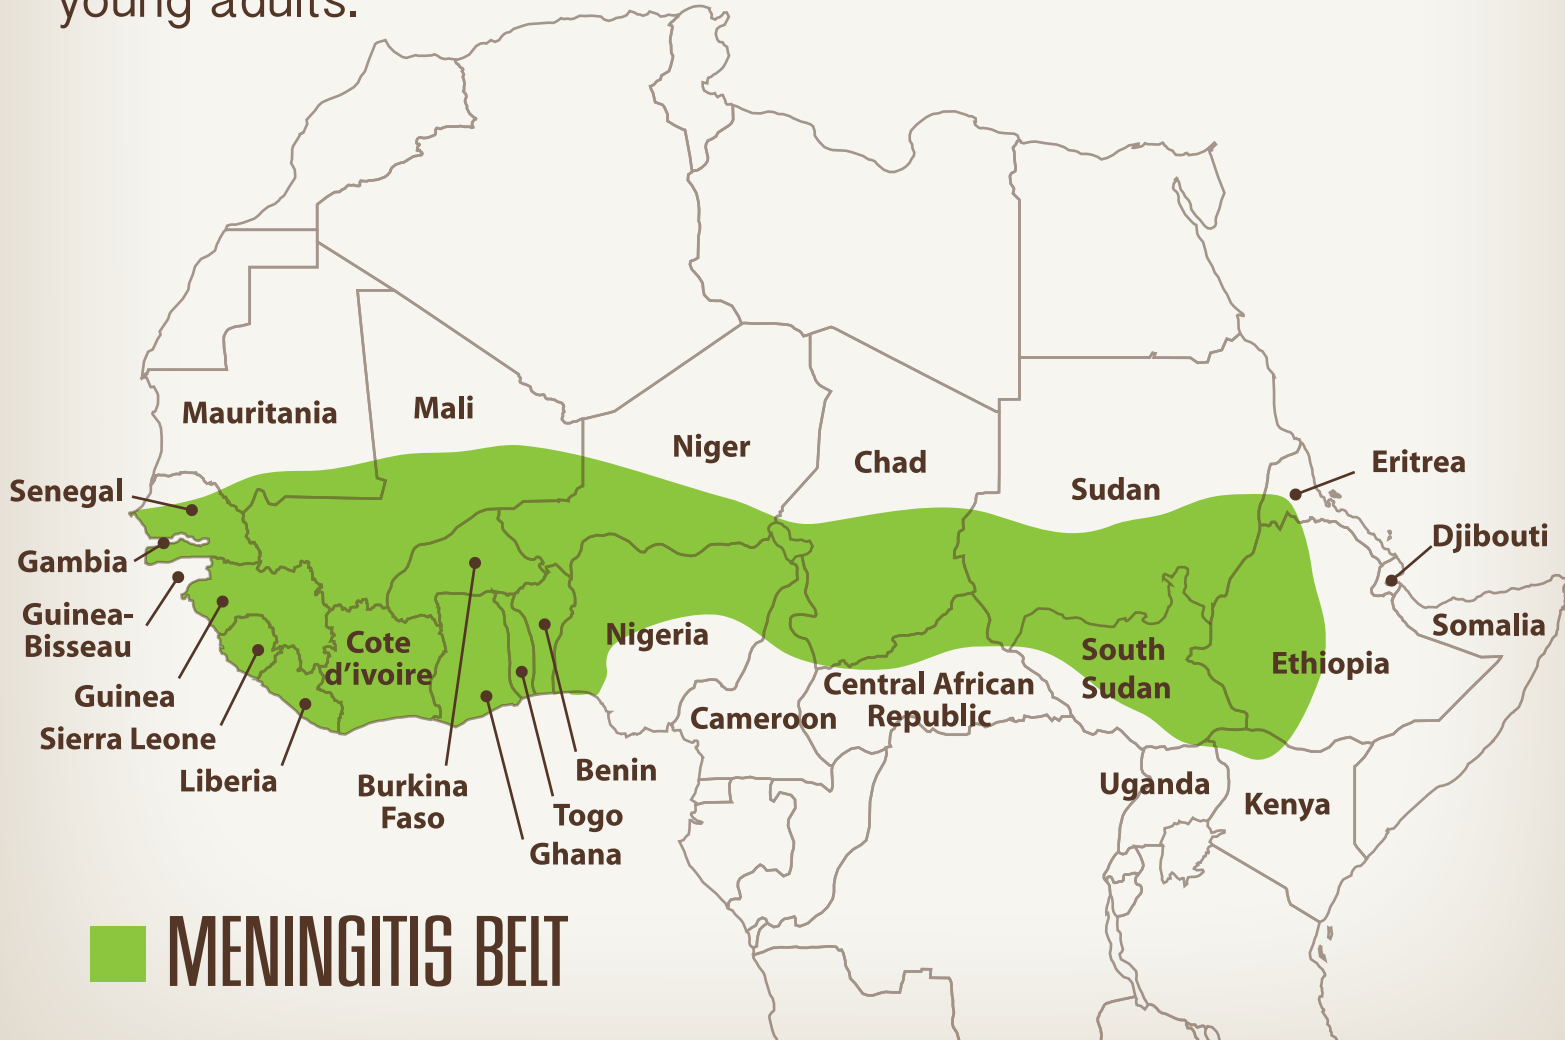 young adults.
Mauritania
Mali
Niger
Chad
Sudan
Eritrea
Senegal
Djibouti
Gambia
Guinea-
Bissau
Somalia
Nigeria
Cote
d'ivoire
South
Sudan
Ethiopia
Guinea
Central African
Republic
Cameroon
Sierra Leone
Liberia
Burkina
Faso
Benin
Togo
Ghana
Uganda
Kenya
MENINGITIS BELT